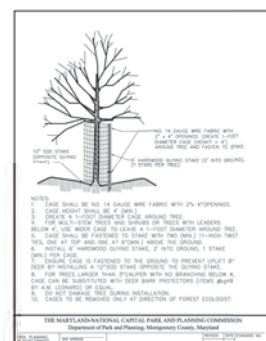 NO. 14 GAUGE WIRE FABRIC WITH
2" x 4" OPENINGS. CREATE 1-FOOT
DIAMETER CAGE (HEIGHT = 4')
AROUND TREE AND FASTEN TO STAKE.
12" SOD STAKE
OPPOSITE GUYING
6' HARDWOOD GUYING STAKE (2' INTO GROUND,
(1 STAKE PER TREE)
NOTES:
1. CAGE SHALL BE NO. 14 GAUGE WIRE FABRIC WITH OPENINGS.
2. CAGE HEIGHT SHALL BE 4' (MIN.)
3. CREATE A 1-FOOT DIAMETER CAGE AROUND TREE.
4. FOR MULTI-STEM TREES AND SHRUBS OR TREES WITH LEADERS
BELOW 4', USE WIDER CAGE TO LEAVE A 1-FOOT DIAMETER AROUND TREE.
5. CAGE SHALL BE FASTENED TO STAKE WITH TWO (MIN.) 11-INCH TWIST
TIES, ONE AT TOP AND ONE AT (MIN) ABOVE THE GROUND.
6. INSTALL 6' HARDWOOD GUYING STAKE, 2' INTO GROUND, 1 STAKE
(MIN.) PER CAGE.
7. ENSURE CAGE IS FASTENED TO THE GROUND TO PREVENT UPLIFT
DEER BY INSTALLING A STAKE OPPOSITE THE GUYING STAKE.
8. FOR TREES LARGER THAN 3" CALIPER WITH NO BRANCHING BELOW
CAGE CAN BE SUBSTITUTED WITH DEER BARK PROTECTORS (ITEMS
BY A.M. LEONARD) OR EQUAL.
9. DO NOT DAMAGE TREE DURING INSTALLATION.
10. CAGES TO BE REMOVED ONLY AT DIRECTION OF FOREST ECOLOGIST.
THE MARYLAND-NATIONAL CAPITAL PARK AND PLANNING COMMISSION
Department of Park and Planning, Montgomery County, Maryland